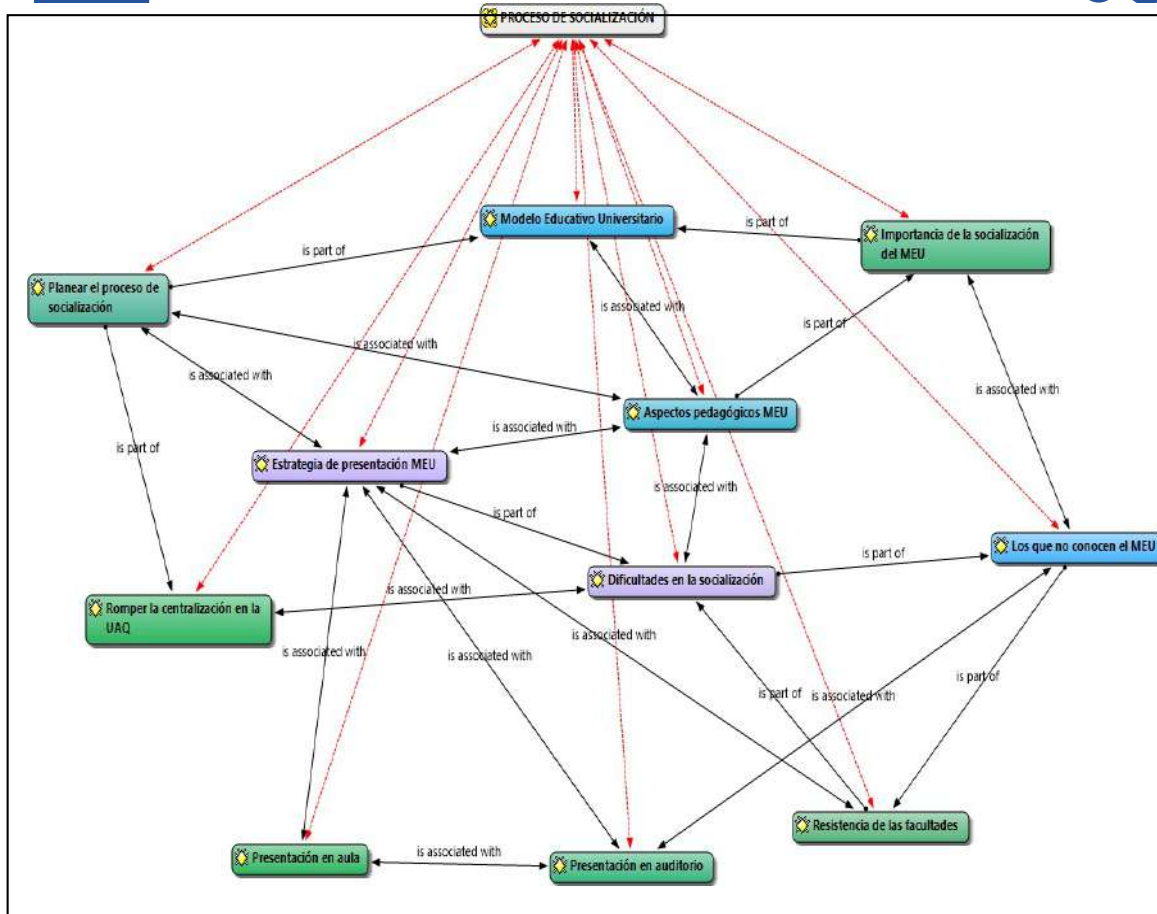 PROCESO DE SOCIALIZACIÓN
Modelo Educativo Universitario
Importancia de la socialización
del MEU
is part of
is part of
Planear el proceso de
socialización
is associated with
is part of
is associated with
is associated with
is associated with
Aspectos pedagógicos MEU
is associated with
is part of
Estrategia de presentación MEU
is associated with
is part of
Los que no conocen el MEU
is part of
Dificultades en la socialización
is associated with
Romper la centralización en la
UAQ
is associated with
is associated with
is associated with
is part of
is part of
is associated with
Resistencia de las facultades
is associated with
Presentación en aula
Presentación en auditorio